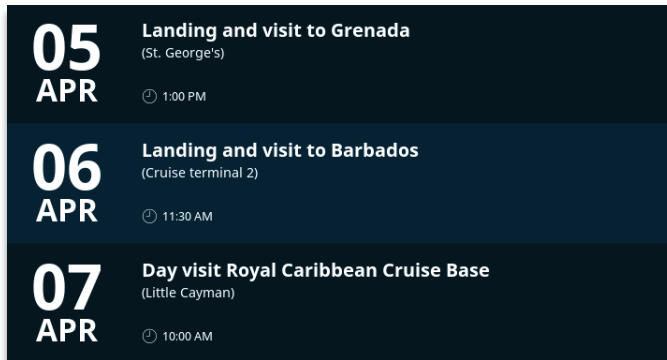 05
APR
Landing and visit to Grenada
(St. George's)
1:00 PM
06
APR
Landing and visit to Barbados
(Cruise terminal 2)
11:30 AM
07
APR
Day visit Royal Caribbean Cruise Base
(Little Cayman)
10:00 AM